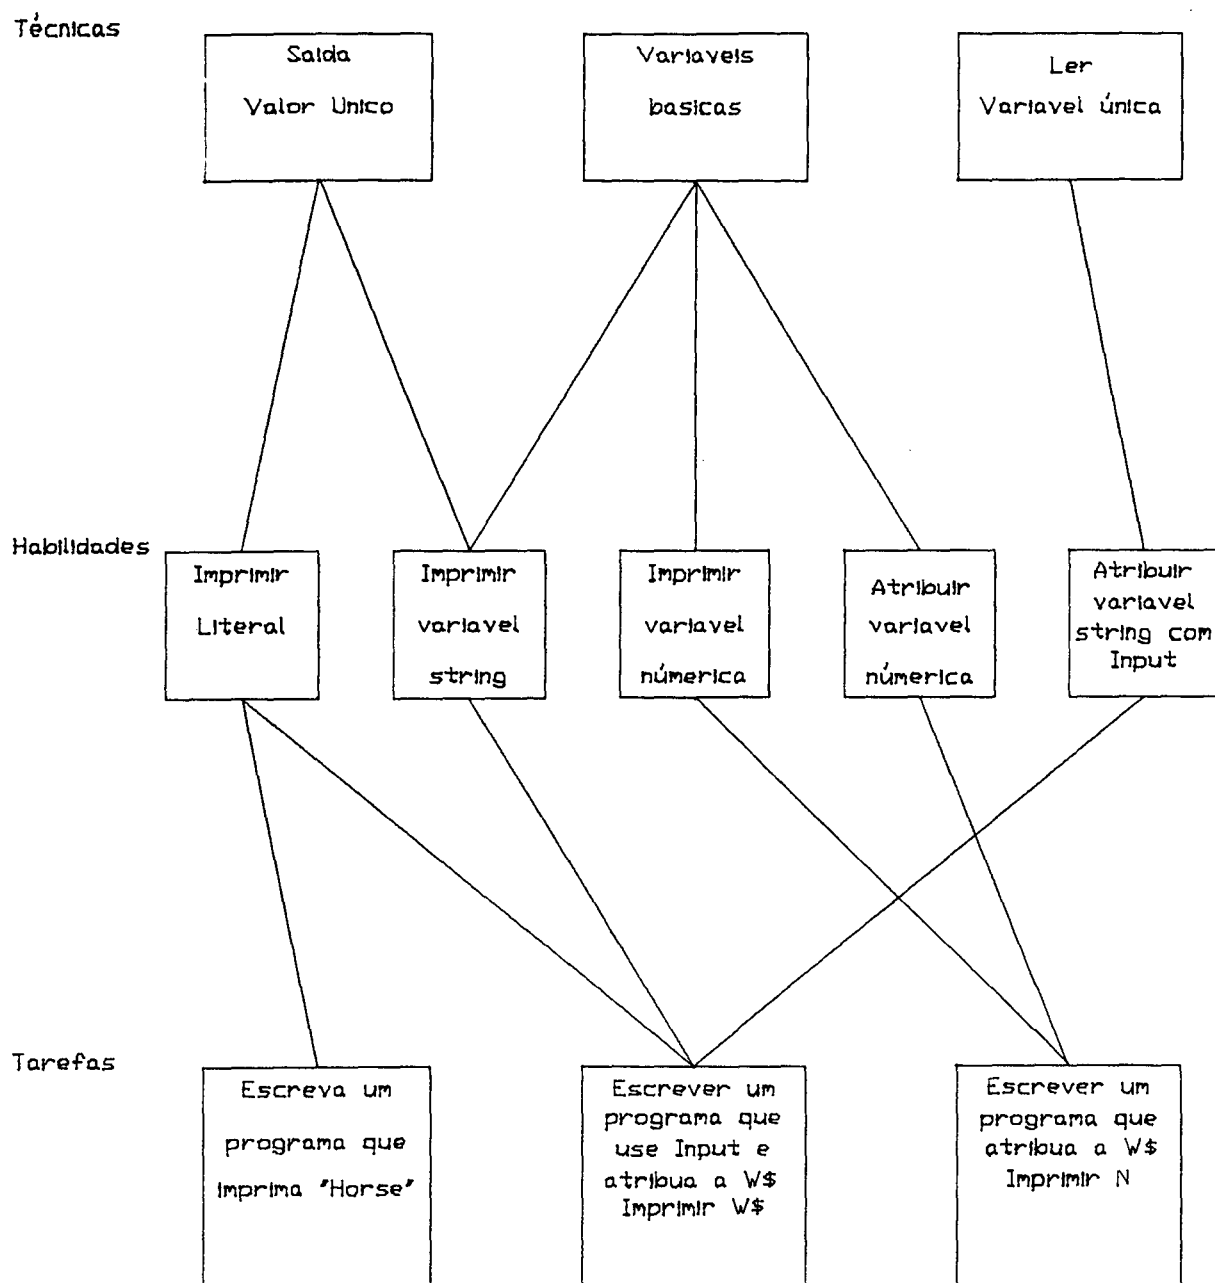 Técnicas
Saida
Valor Unico
Variaveis
basicas
Ler
Variavel única
Habilidades
Imprimir
Literal
Imprimir
variavel
string
Imprimir
variavel
númerica
Atribuir
variavel
númerica
Atribuir
variavel
string com
Input
Tarefas
Escreva um
programa que
imprima "Horse"
Escrever um
programa que
use Input e
atribua a W$
Imprimir W$
Escrever um
programa que
atribua a W$
Imprimir N